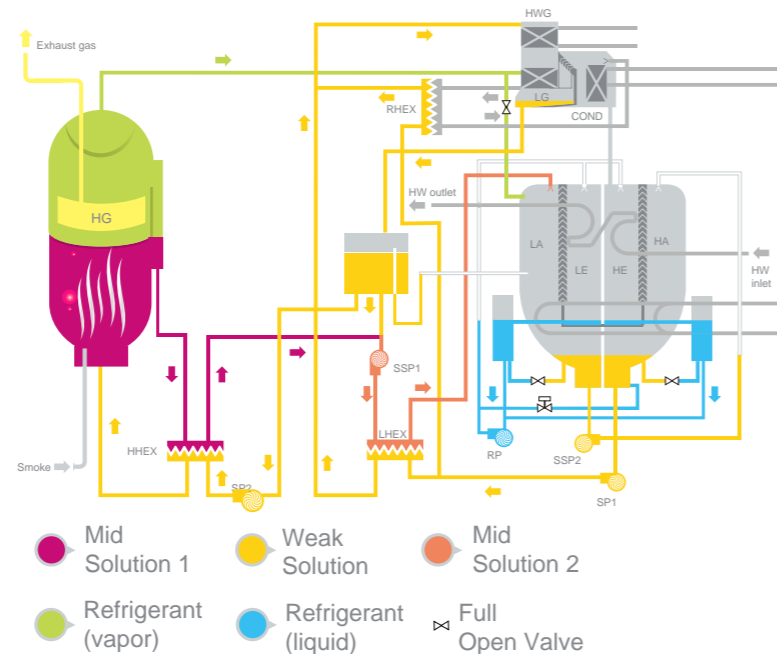 HWG
Exhaust gas
LG
RHEX
COND
HW outlet
HG
LA
HA
LE
HE
HW
inlet
SSP1
LHEX
HHEX
RP
Smoke
SSP2
SP2
SP1
Mid
Solution 1
Weak
Solution
Mid
Solution 2
Refrigerant
(vapor)
Refrigerant
(liquid)
Full
Open Valve